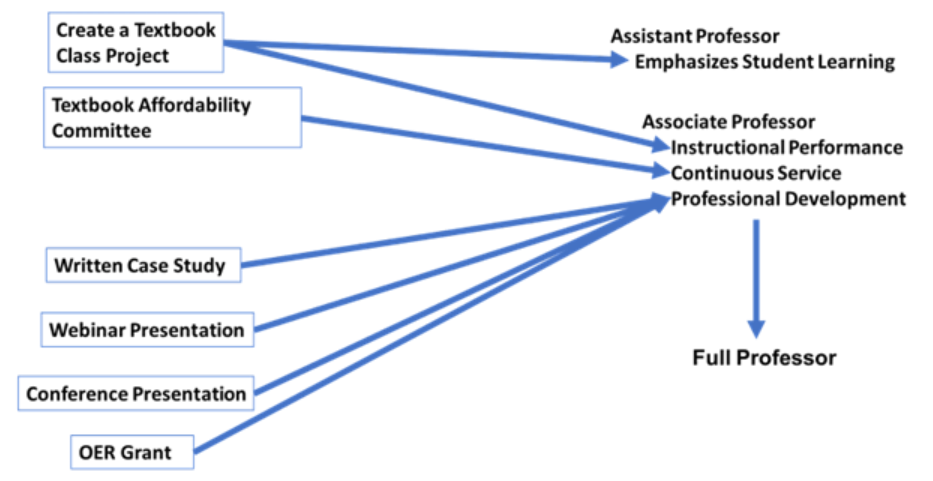 Create a Textbook
Class Project
Textbook Affordability
Committee
Written Case Study
Webinar Presentation
Conference Presentation
OER Grant
Assistant Professor
Emphasizes Student Learning
Associate Professor
Instructional Performance
Continuous Service
Professional Development
Full Professor